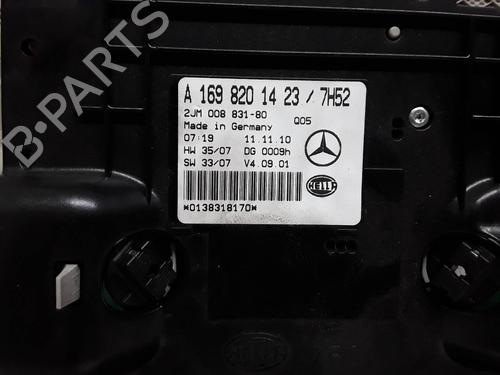 B-PARTS
A 169 820 14 23 / 7H52
2JM 008 831-80 Q05
Made in Germany
07:19 11.11.10
HW 35/07 DG 0009h
SW 33/07 V4.09.01
HELLA
*0138318170*
HELLA